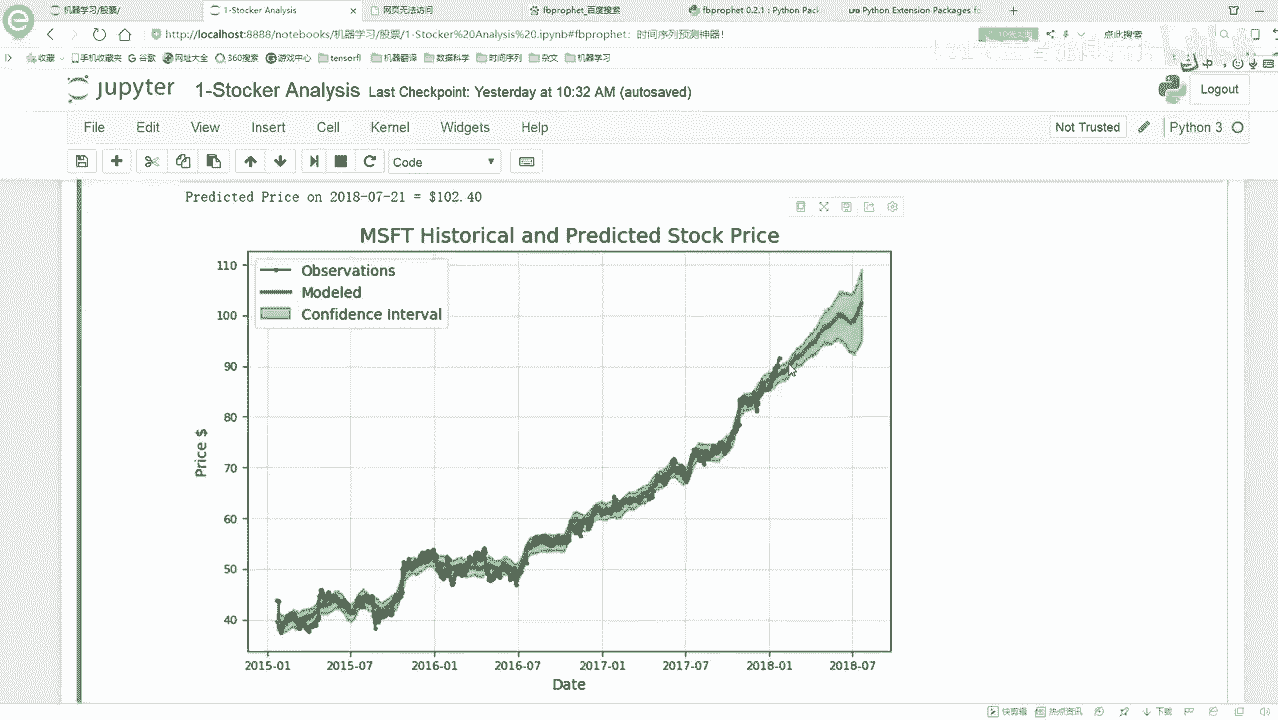 机器学习/股票/
1-Stocker Analysis
网页无法访问
fbprophet_百度搜索
fbprophet 0.2.1 : Python Pack
Python Extension Packages f
http://localhost:8888/notebooks/机器学习/股票/1-Stocker%20Analysis%20.ipynb#fbprophet: 时间序列预测神器!
点此搜索
收藏 手机收藏夹 谷歌 网址大全 360搜索 游戏中心 tensorfl 机器翻译 数据科学 时间序列 杂文 机器学习
jupyter 1-Stocker Analysis Last Checkpoint: Yesterday at 10:32 AM (autosaved)
Logout
File Edit View Insert Cell Kernel Widgets Help
Not Trusted
Python 3
Code
Predicted Price on 2018-07-21 = $102.40
MSFT Historical and Predicted Stock Price
Observations
Modeled
Confidence Interval
110
100
90
80
70
60
50
40
Price $
2015-01 2015-07 2016-01 2016-07 2017-01 2017-07 2018-01 2018-07
Date
快剪辑 热点资讯 下载